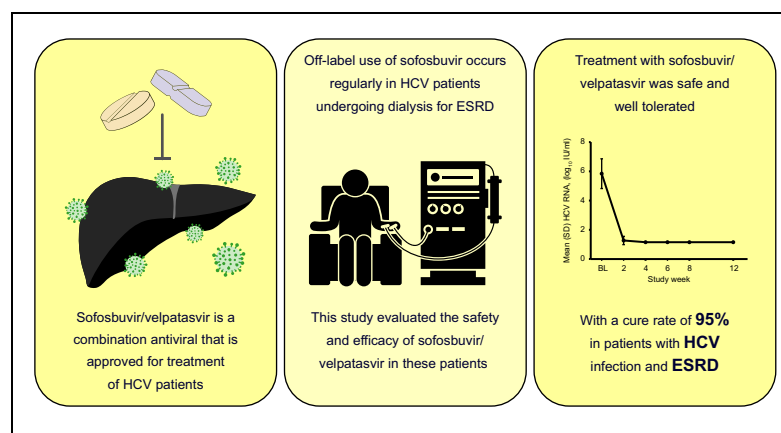 Sofosbuvir/velpatasvir is a
combination antiviral that is
approved for treatment
of HCV patients
Off-label use of sofosbuvir occurs
regularly in HCV patients
undergoing dialysis for ESRD
This study evaluated the safety
and efficacy of sofosbuvir/
velpatasvir in these patients
Treatment with sofosbuvir/
velpatasvir was safe and
well tolerated
Mean (SD) HCV RNA, (log10 IU/ml)
8
6
4
2
0
BL 2 4 6 8 12
Study week
With a cure rate of 95%
in patients with HCV
infection and ESRD